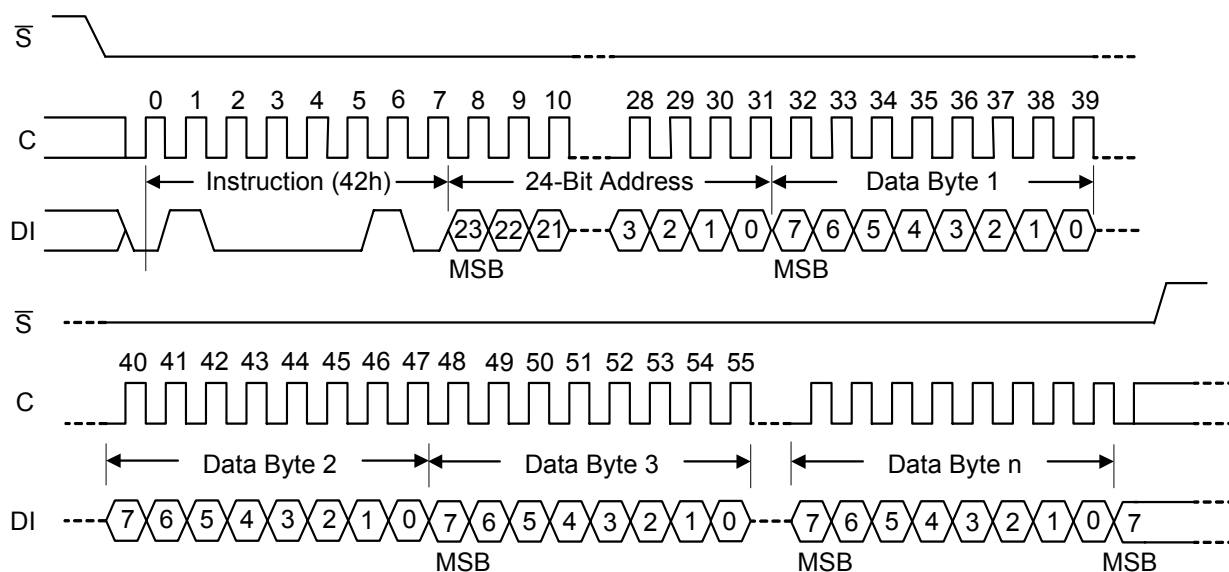 S
0 1 2 3 4 5 6 7 8 9 10 28 29 30 31 32 33 34 35 36 37 38 39
C
Instruction (42h) 24-Bit Address Data Byte 1
DI 23 22 21 3 2 1 0 7 6 5 4 3 2 1 0
MSB MSB
S
40 41 42 43 44 45 46 47 48 49 50 51 52 53 54 55
C
Data Byte 2 Data Byte 3 Data Byte n
DI 7 6 5 4 3 2 1 0 7 6 5 4 3 2 1 0 7 6 5 4 3 2 1 0 7
MSB MSB MSB